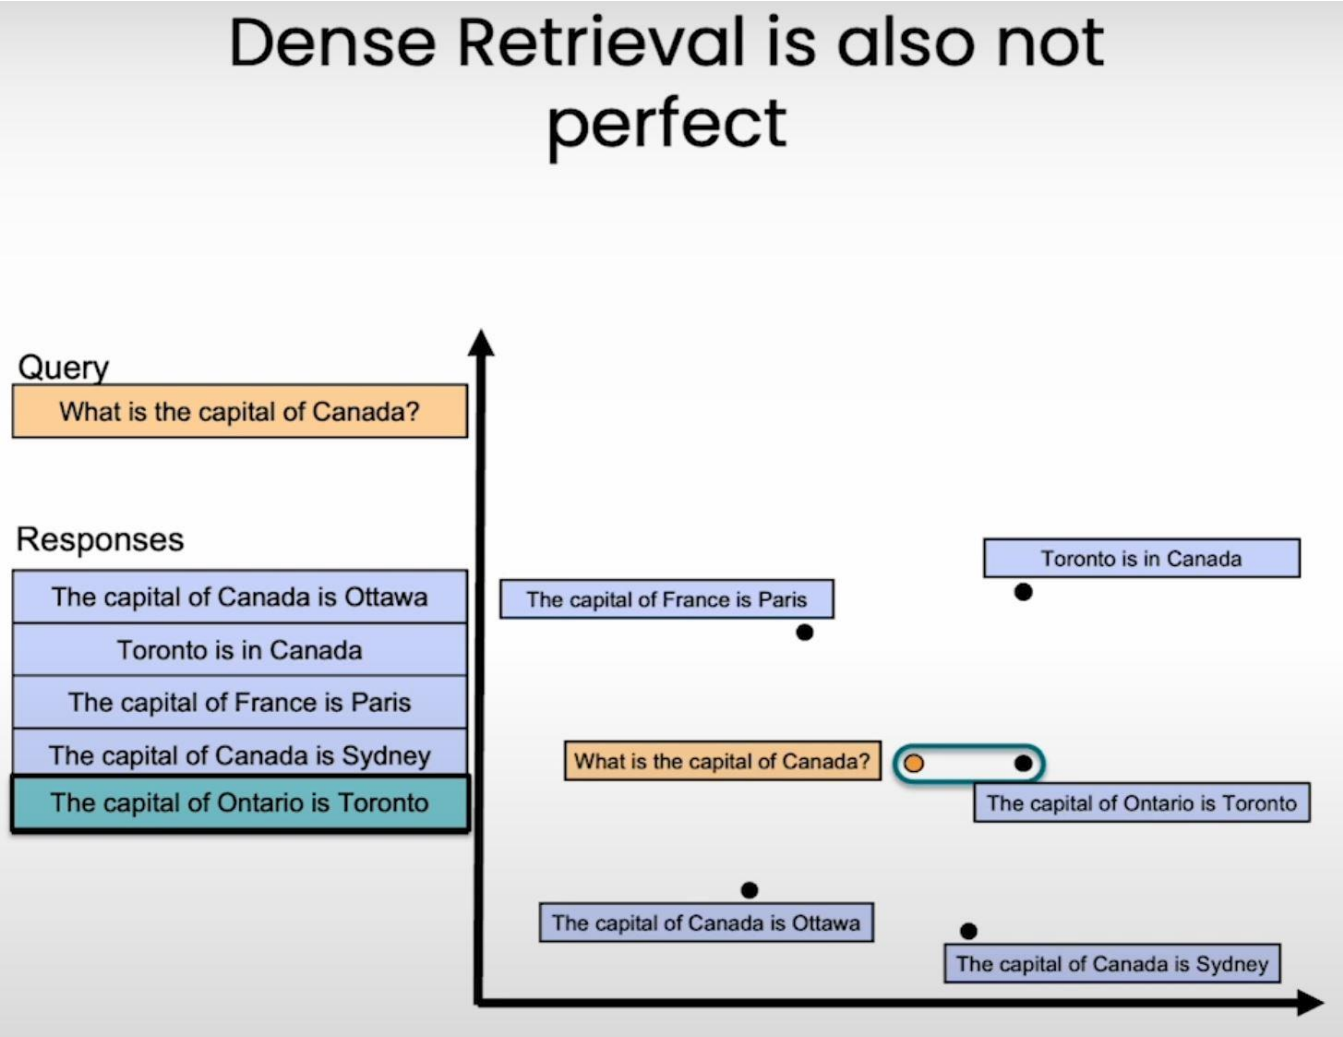 Dense Retrieval is also not
perfect
Query
What is the capital of Canada?
Responses
The capital of Canada is Ottawa
Toronto is in Canada
The capital of France is Paris
The capital of Canada is Sydney
The capital of Ontario is Toronto
Toronto is in Canada
The capital of France is Paris
What is the capital of Canada?
The capital of Ontario is Toronto
The capital of Canada is Ottawa
The capital of Canada is Sydney